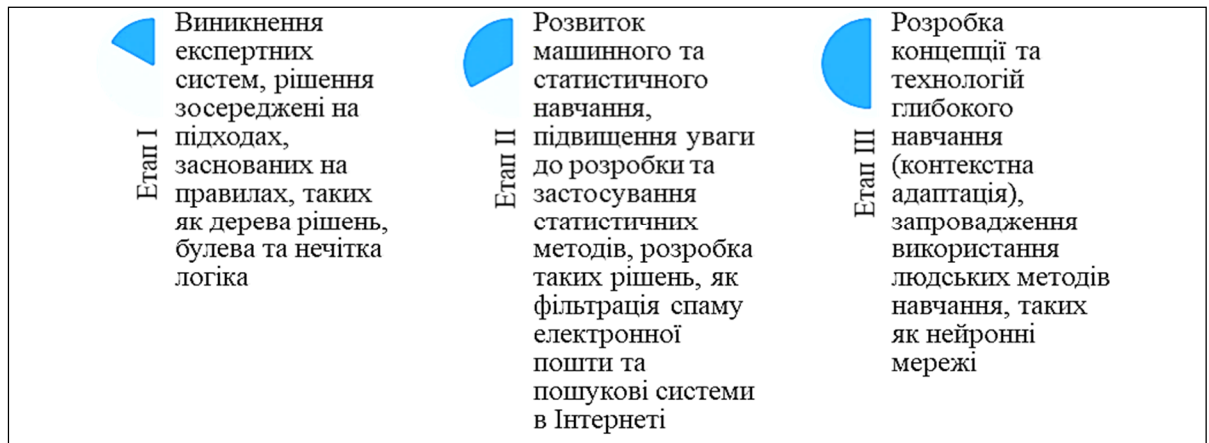 Етап I
Виникнення
експертних
систем, рішення
зосереджені на
підходах,
заснованих на
правилах, таких
як дерева рішень,
булева та нечітка
логіка
Етап II
Розвиток
машинного та
статистичного
навчання,
підвищення уваги
до розробки та
застосування
статистичних
методів, розробка
таких рішень, як
фільтрація спаму
електронної
пошти та
пошукові системи
в Інтернеті
Етап III
Розробка
концепції та
технологій
глибокого
навчання
(контекстна
адаптація),
запровадження
використання
людських методів
навчання, таких
як нейронні
мережі